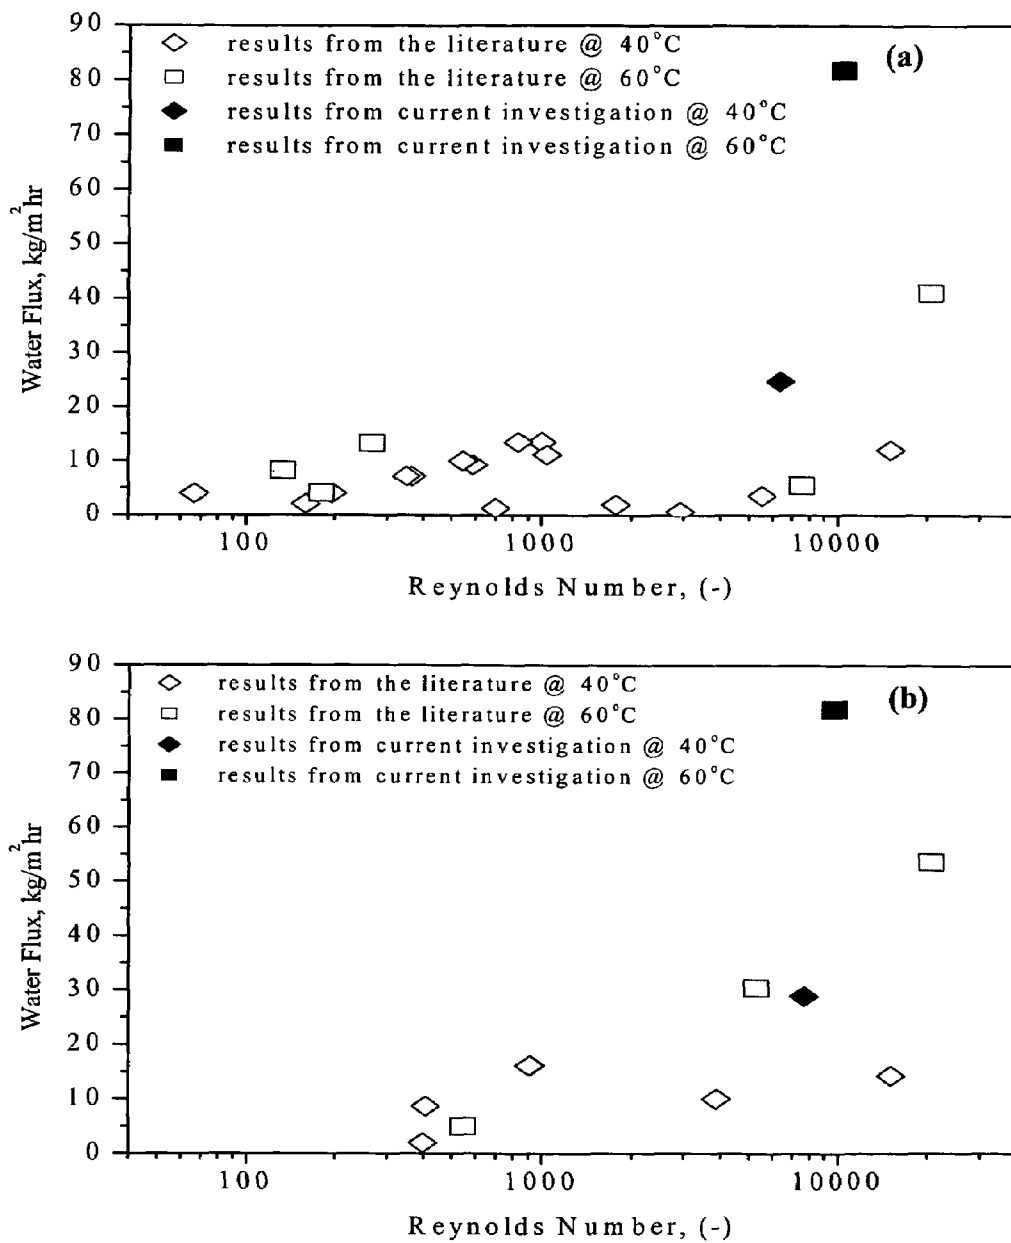 90
80
70
60
50
40
30
20
10
0
Water Flux, kg/m²hr
results from the literature @ 40°C
results from the literature @ 60°C
results from current investigation @ 40°C
results from current investigation @ 60°C
(a)
100 1000 10000
Reynolds Number, (-)
90
80
70
60
50
40
30
20
10
0
Water Flux, kg/m²hr
results from the literature @ 40°C
results from the literature @ 60°C
results from current investigation @ 40°C
results from current investigation @ 60°C
(b)
100 1000 10000
Reynolds Number, (-)